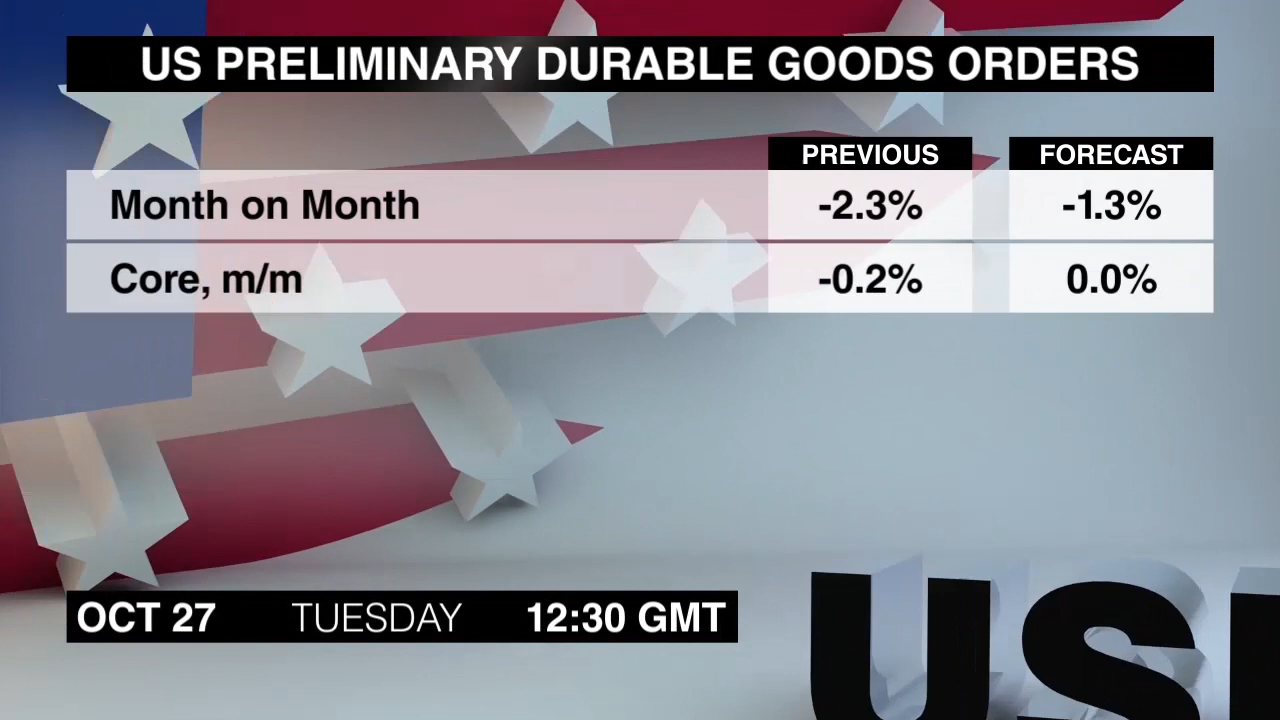 US PRELIMINARY DURABLE GOODS ORDERS
PREVIOUS FORECAST
Month on Month -2.3% -1.3%
Core, m/m -0.2% 0.0%
OCT 27 TUESDAY 12:30 GMT
US